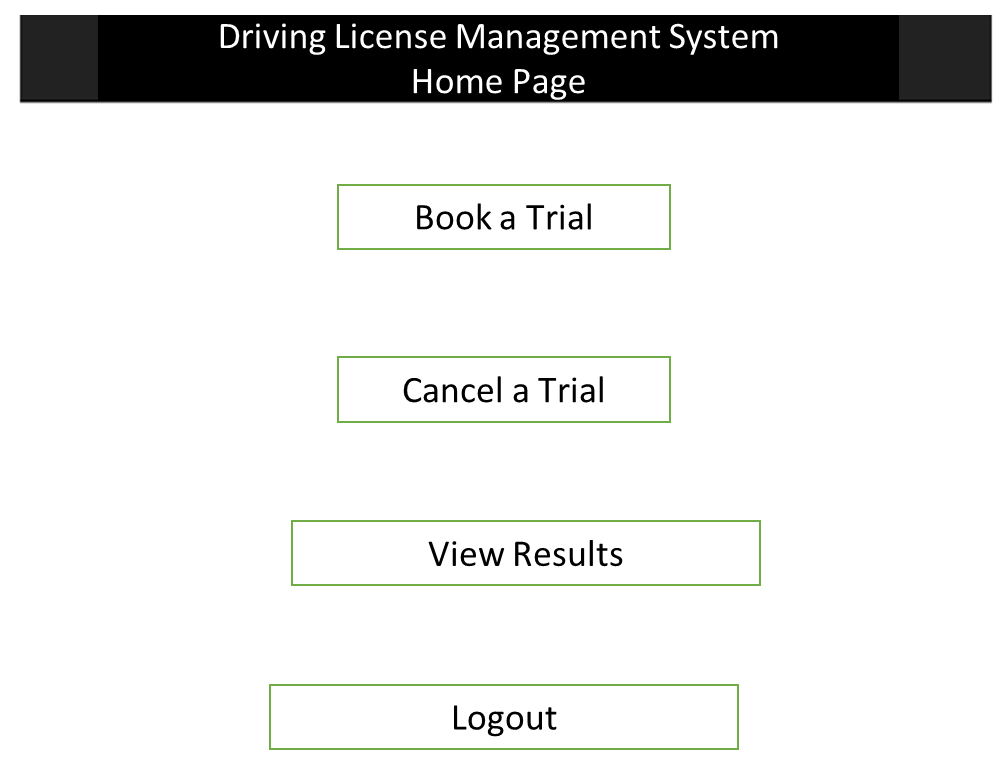 Driving License Management System
Home Page
Book a Trial
Cancel a Trial
View Results
Logout